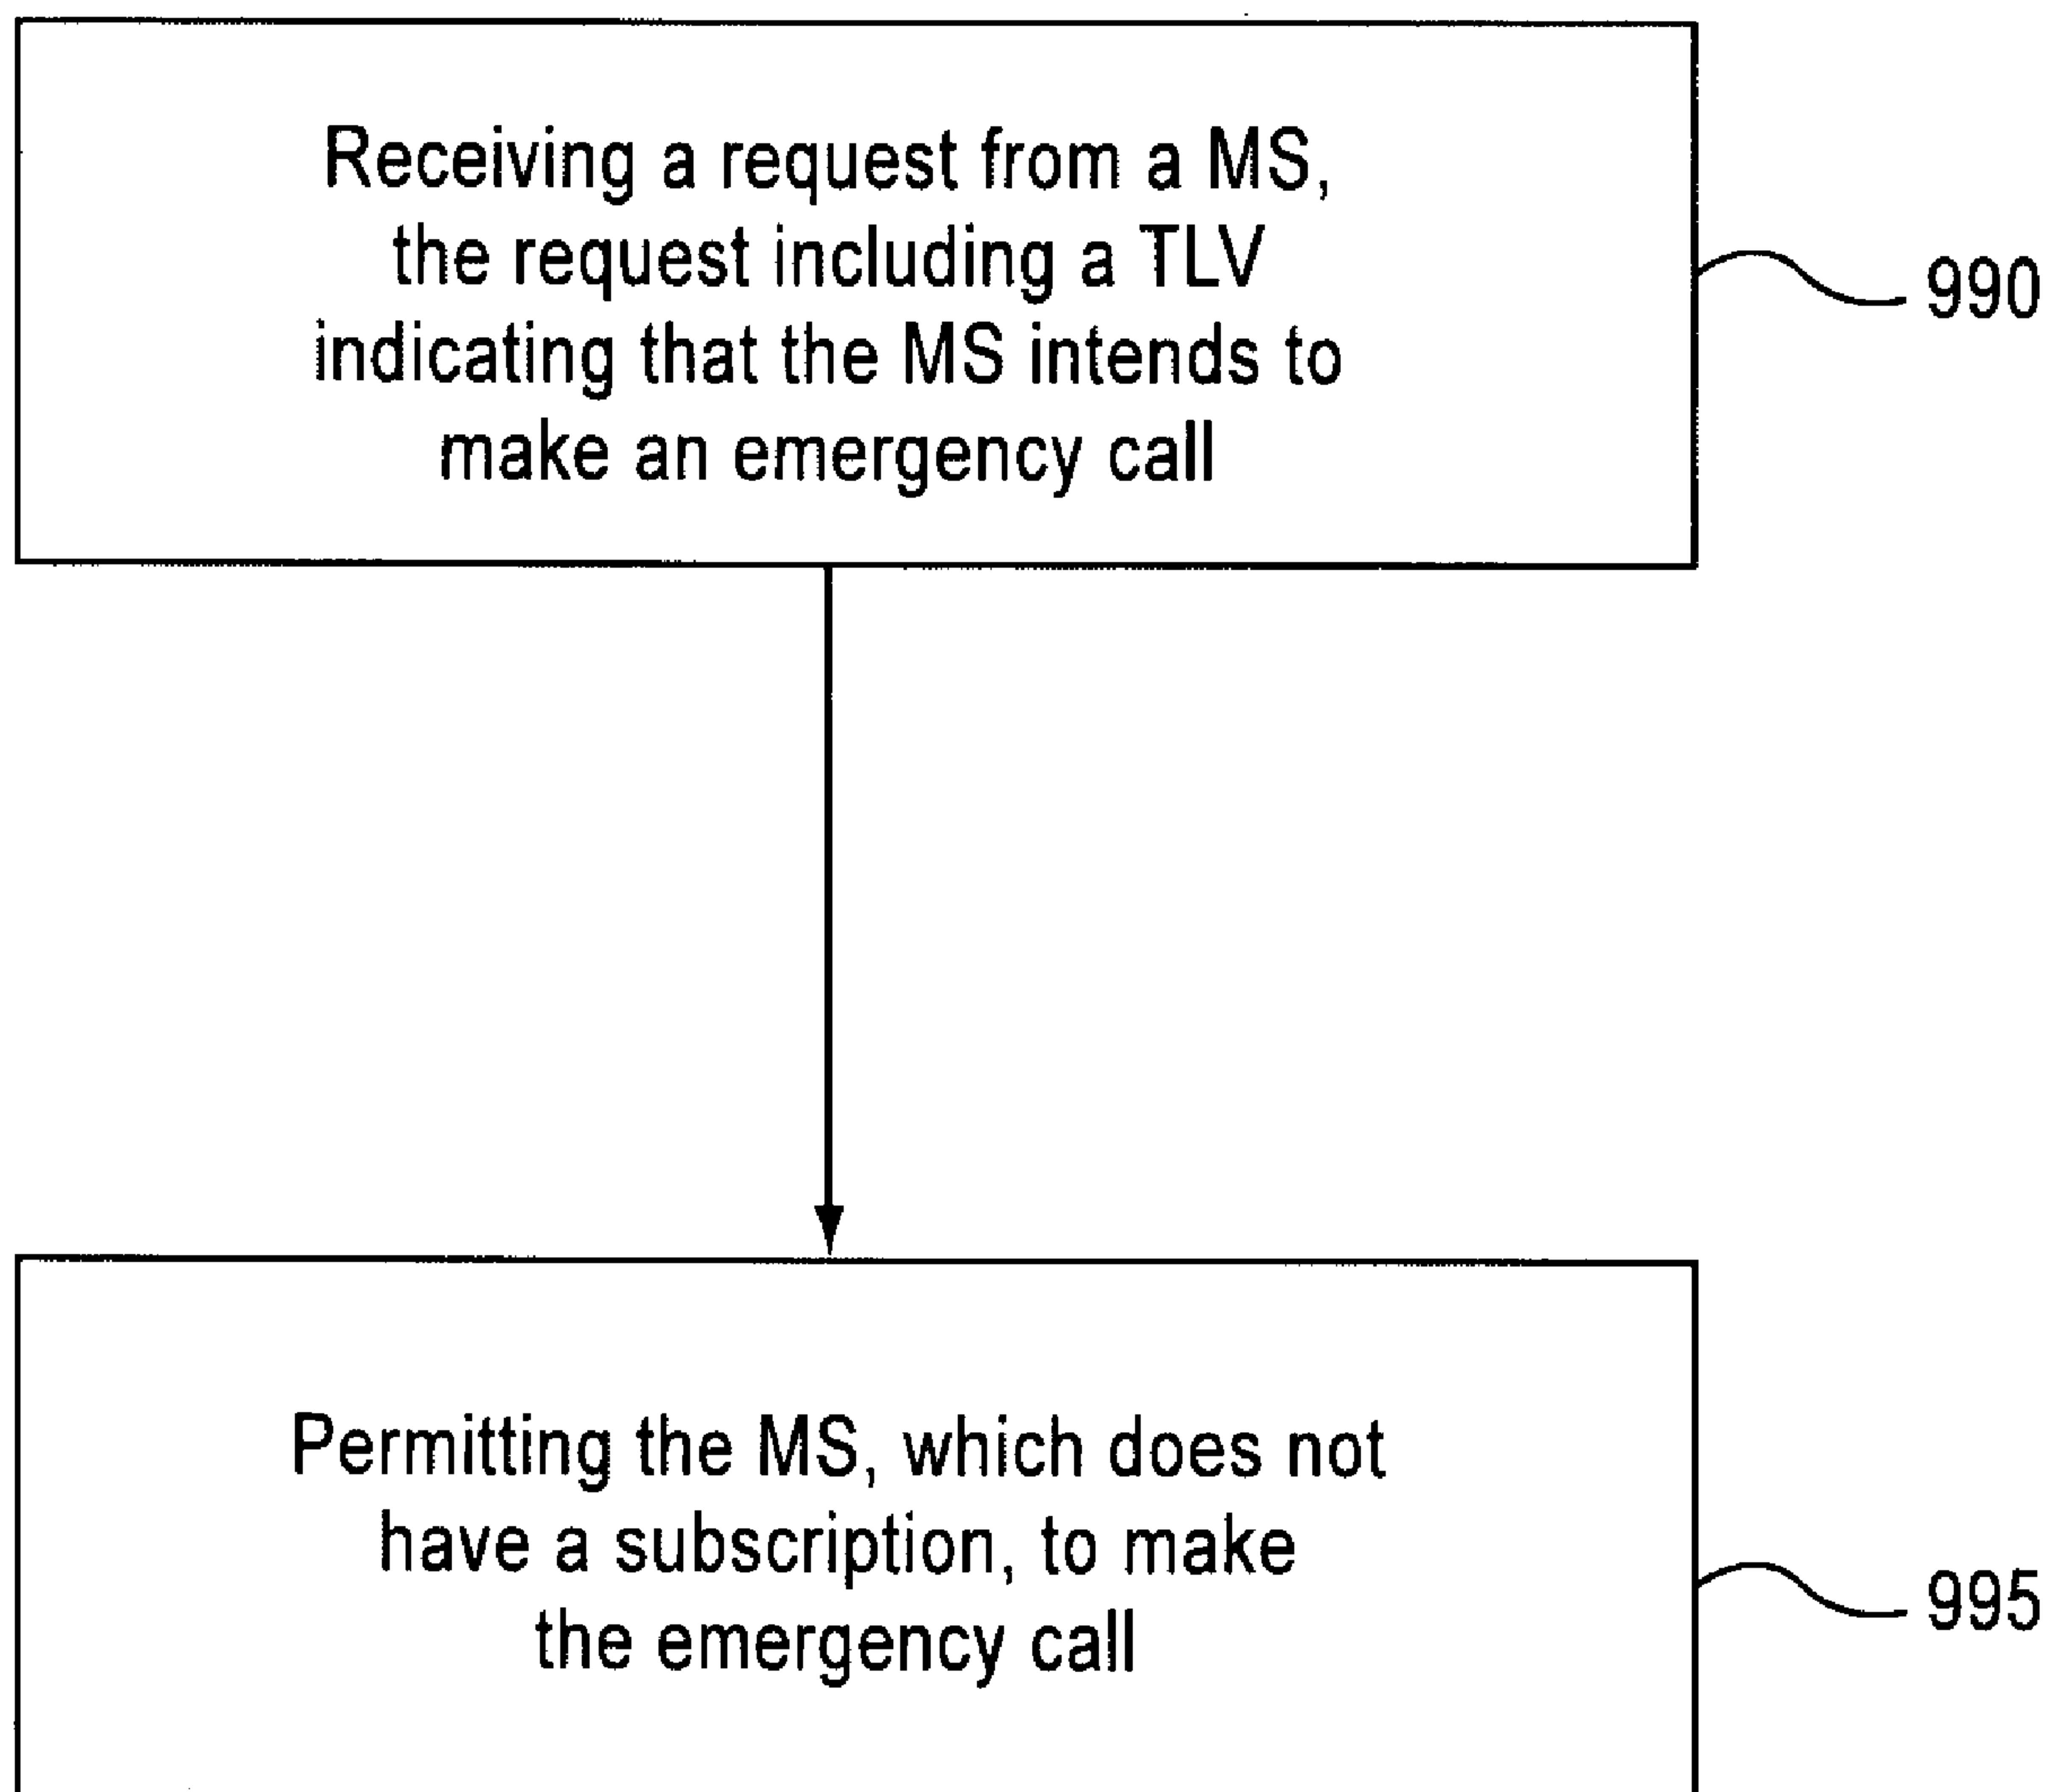 Receiving a request from a MS,
the request including a TLV
indicating that the MS intends to
make an emergency call
990
Permitting the MS, which does not
have a subscription, to make
the emergency call
995